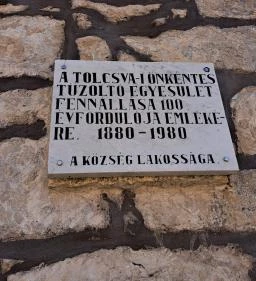 A TOLCSVA-I ÖNKÉNTES
TŰZOLTÓ EGYESÜLET
FENNÁLLÁSA 100.
ÉVFORDULÓJA EMLÉKÉ-
RE. 1880-1980
A KÖZSÉG LAKOSSÁGA.